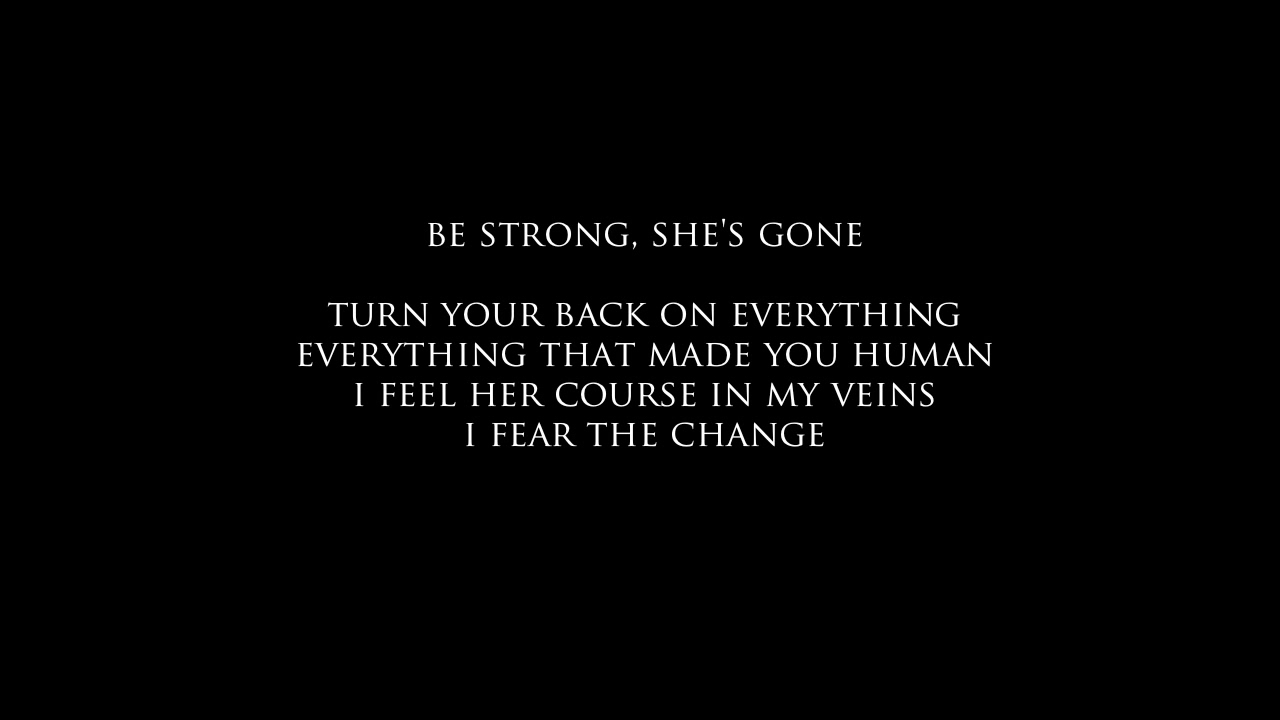 BE STRONG, SHE'S GONE
TURN YOUR BACK ON EVERYTHING
EVERYTHING THAT MADE YOU HUMAN
I FEEL HER COURSE IN MY VEINS
I FEAR THE CHANGE